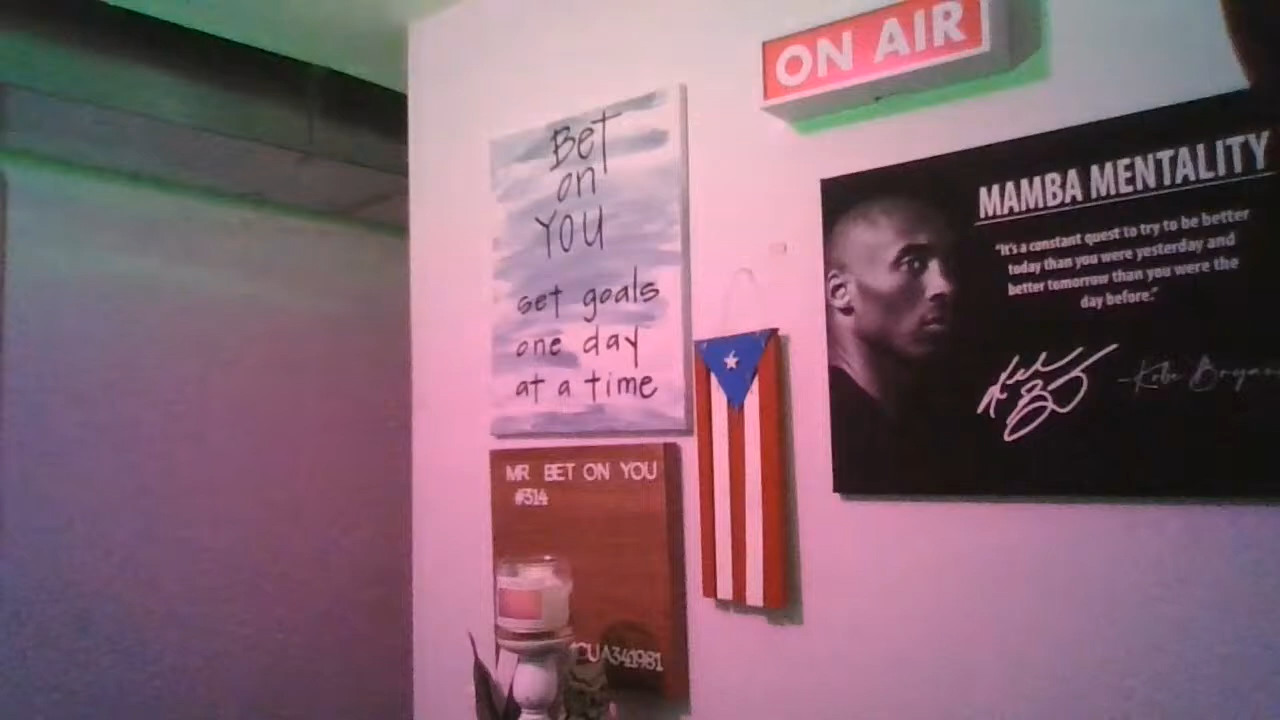 ON AIR
Bet
on
YOU
set goals
one day
at a time
MAMBA MENTALITY
"It's a constant quest to try to be better
today than you were yesterday and
better tomorrow than you were the
day before."
Kobe Bryant
MR BET ON YOU
#314